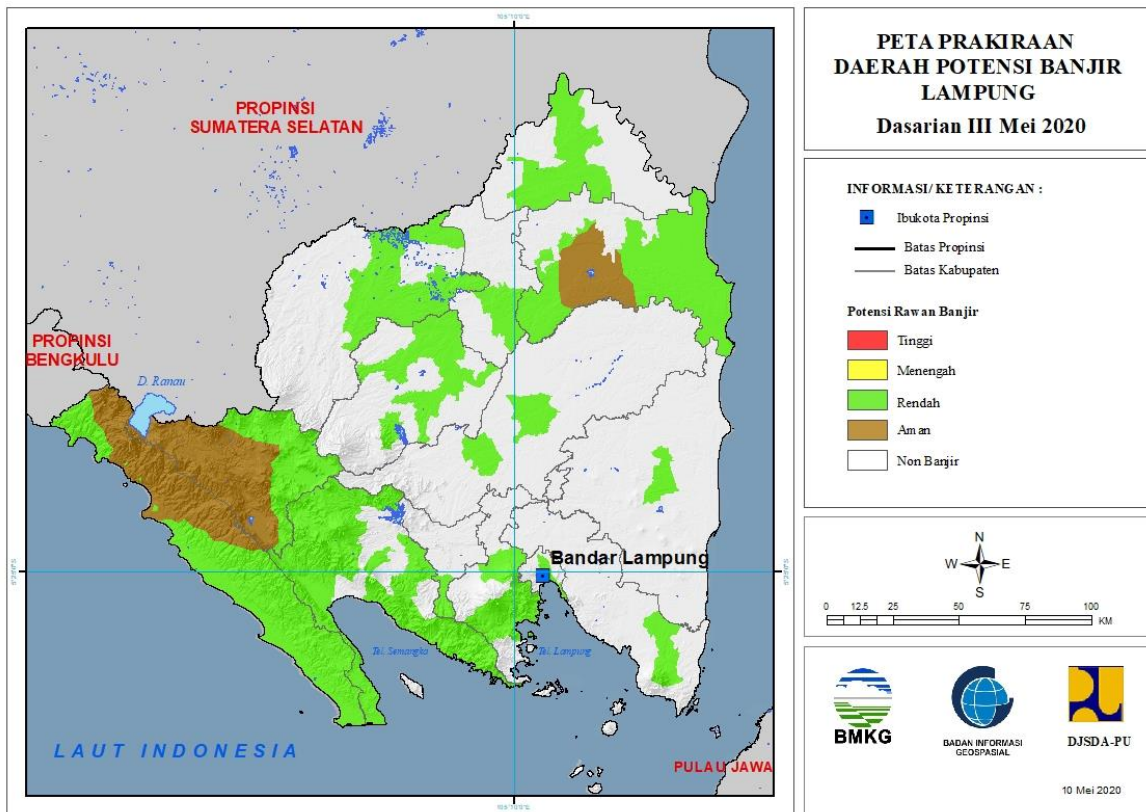 PETA PRAKIRAAN
DAERAH POTENSI BANJIR
LAMPUNG
Dasarian III Mei 2020
PROPINSI
SUMATERA SELATAN
PROPINSI
BENGKULU
D. Ranau
Bandar Lampung
Tel. Semangka
Tel. Lampung
LAUT INDONESIA
PULAU JAWA
INFORMASI/ KETERANGAN :
Ibukota Propinsi
Batas Propinsi
Batas Kabupaten
Potensi Rawan Banjir
Tinggi
Menengah
Rendah
Aman
Non Banjir
N
W E
S
0 12.5 25 50 75 100
KM
BMKG
BADAN INFORMASI
GEOSPASIAL
DJSDA-PU
10 Mei 2020